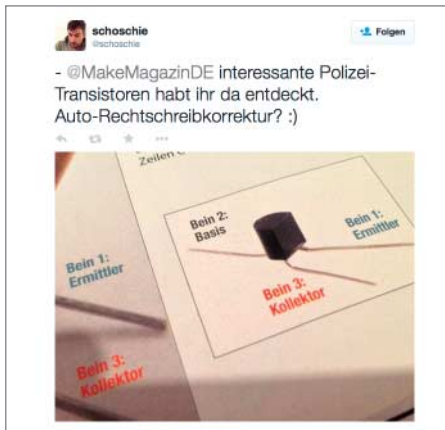 schoschie
@schoschie
Folgen
- @MakeMagazinDE interessante Polizei-
Transistoren habt ihr da entdeckt.
Auto-Rechtschreibkorrektur? :)
Zeilen
Bein 2:
Basis
Bein 1:
Ermittler
Bein 3:
Kollektor
Bein 1:
Ermittler
Bein 3:
Kollektor